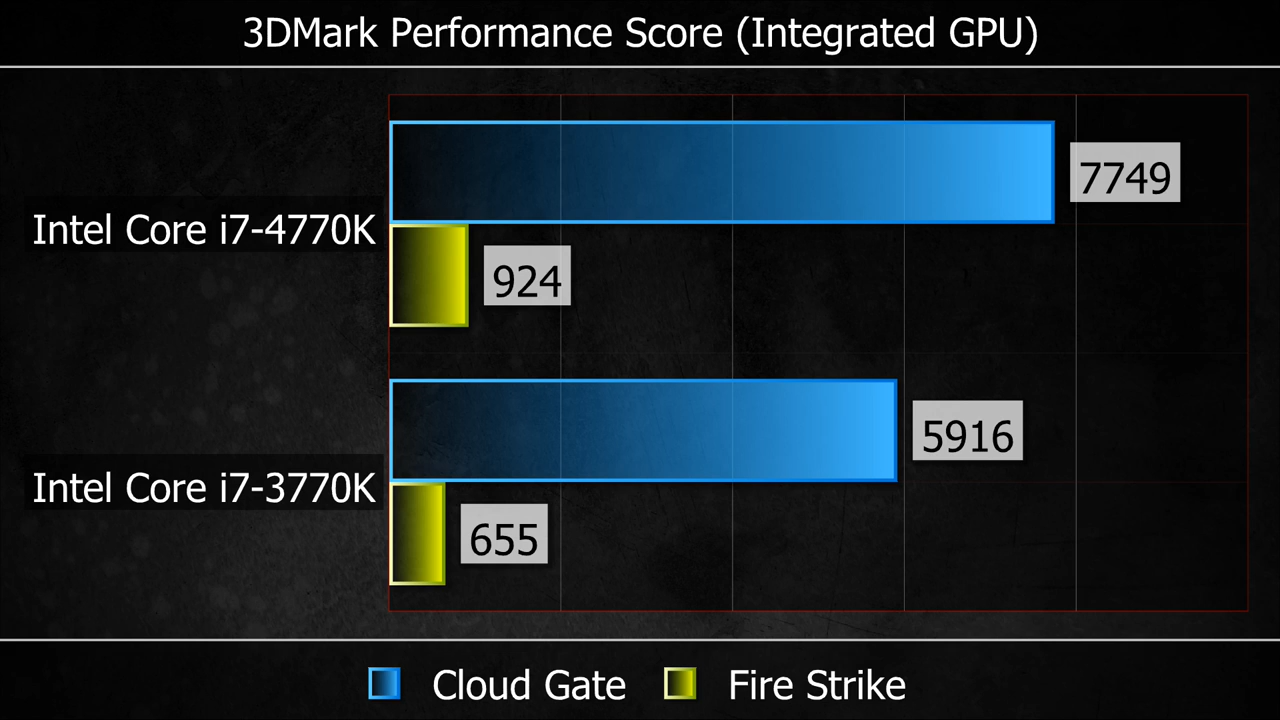 3DMark Performance Score (Integrated GPU)
7749
Intel Core i7-4770K
924
5916
Intel Core i7-3770K
655
Cloud Gate Fire Strike